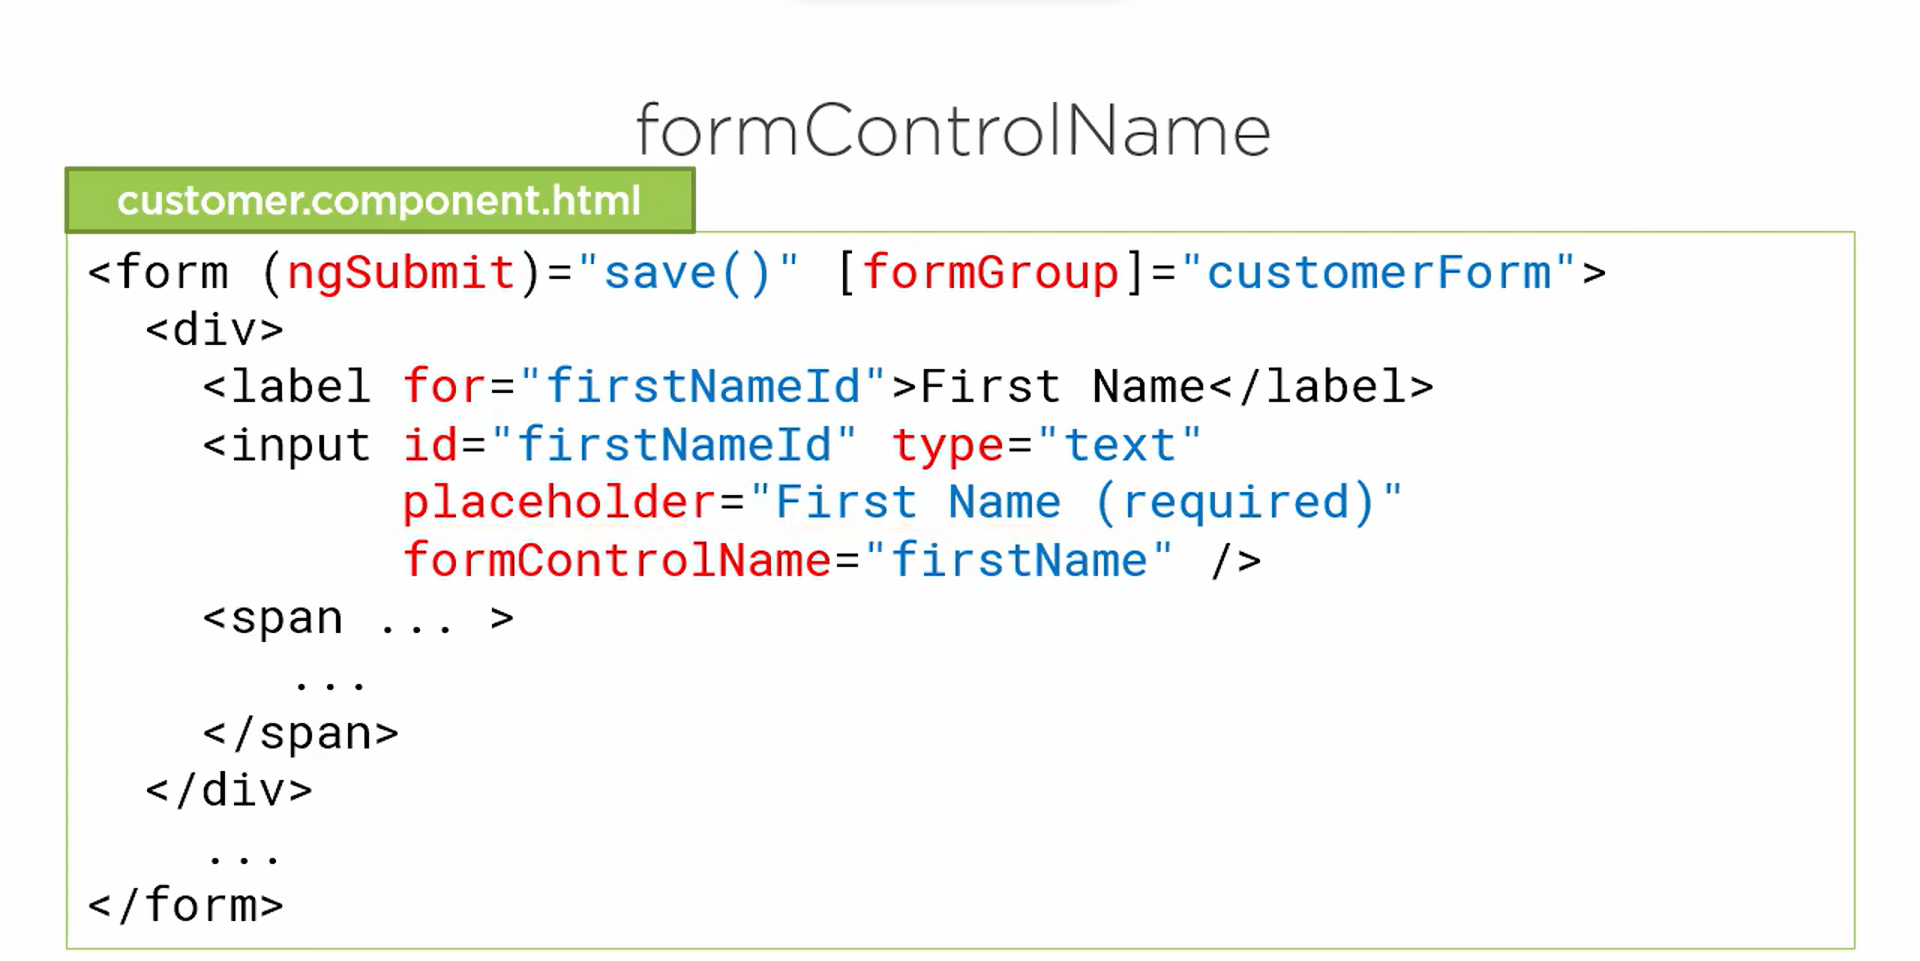 formControlName
customer.component.html
<form (ngSubmit)="save()" [formGroup]="customerForm">
<div>
<label for="firstNameId">First Name</label>
<input id="firstNameId" type="text"
placeholder="First Name (required)"
formControlName="firstName" />
<span ... >
...
</span>
</div>
...
</form>